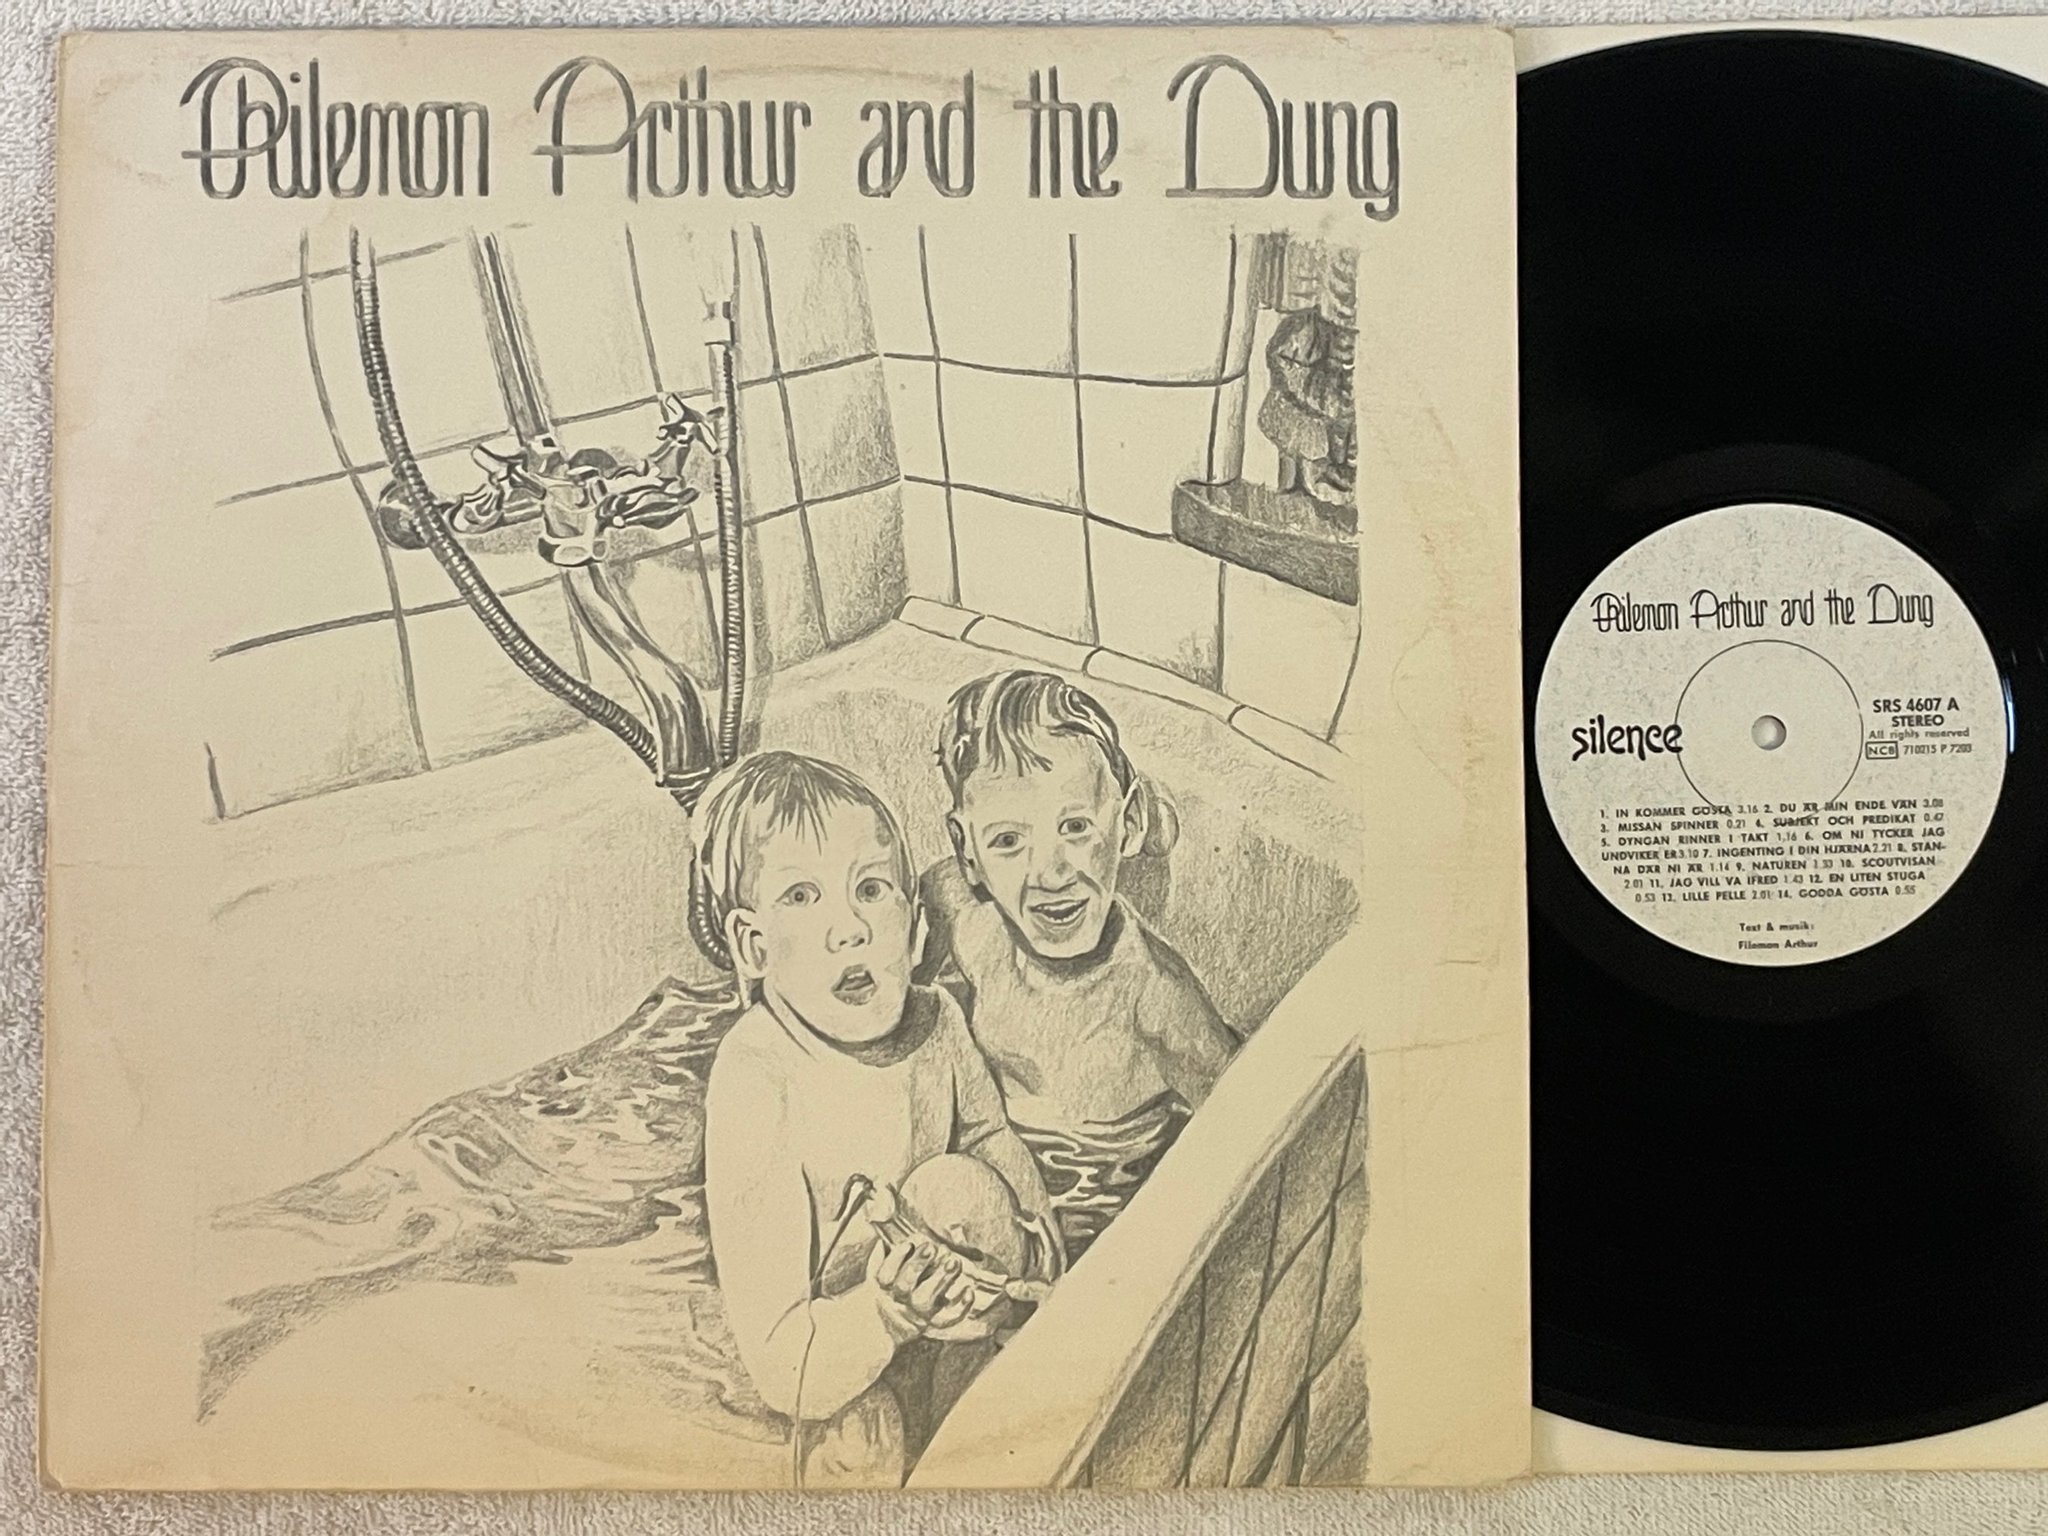 Philemon Arthur and the Dung
Philemon Arthur and the Dung
silence
SRS 4607 A
STEREO
All rights reserved
NCB 710215 P 7203
1. IN KOMMER GÖSTA 3.16 2. DU ÄR MIN ENDE VÄN 3.08
3. MISSAN SPINNER 0.21 4. SUBJEKT OCH PREDIKAT 0.47
5. DYNGAN RINNER I TAKT 1.16 6. OM NI TYCKER JAG
UNDVIKER ER 3.10 7. INGENTING I DIN HJÄRNA 2.21 8. STAN-
NA DÄR NI ÄR 1.14 9. NATUREN 1.53 10. SCOUTVISAN
2.01 11. JAG VILL VA IFRED 1.43 12. EN LITEN STUGA
0.53 13. LILLE PELLE 2.01 14. GODDA GÖSTA 0.55
Text & musik:
Filemon Arthur